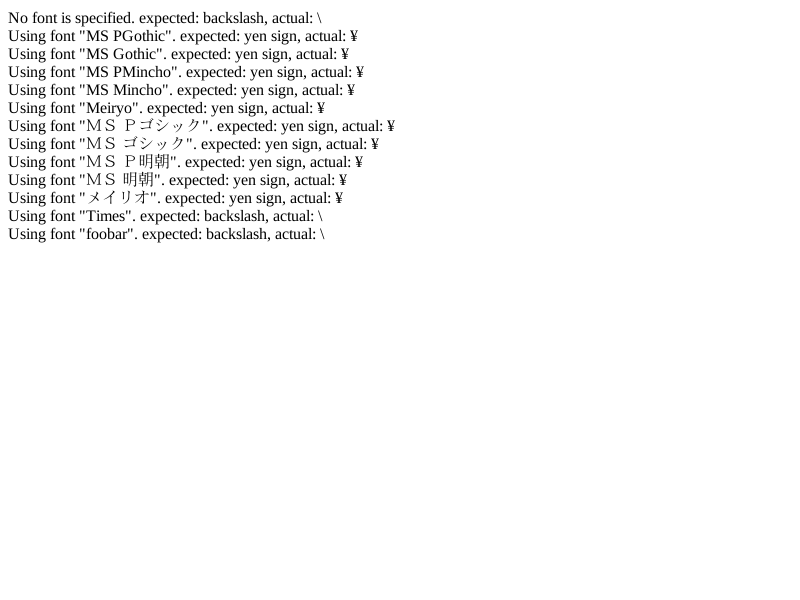 No font is specified. expected: backslash, actual: \
Using font "MS PGothic". expected: yen sign, actual: ¥
Using font "MS Gothic". expected: yen sign, actual: ¥
Using font "MS PMincho". expected: yen sign, actual: ¥
Using font "MS Mincho". expected: yen sign, actual: ¥
Using font "Meiryo". expected: yen sign, actual: ¥
Using font "ＭＳ Ｐゴシック". expected: yen sign, actual: ¥
Using font "ＭＳ ゴシック". expected: yen sign, actual: ¥
Using font "ＭＳ Ｐ明朝". expected: yen sign, actual: ¥
Using font "ＭＳ 明朝". expected: yen sign, actual: ¥
Using font "メイリオ". expected: yen sign, actual: ¥
Using font "Times". expected: backslash, actual: \
Using font "foobar". expected: backslash, actual: \